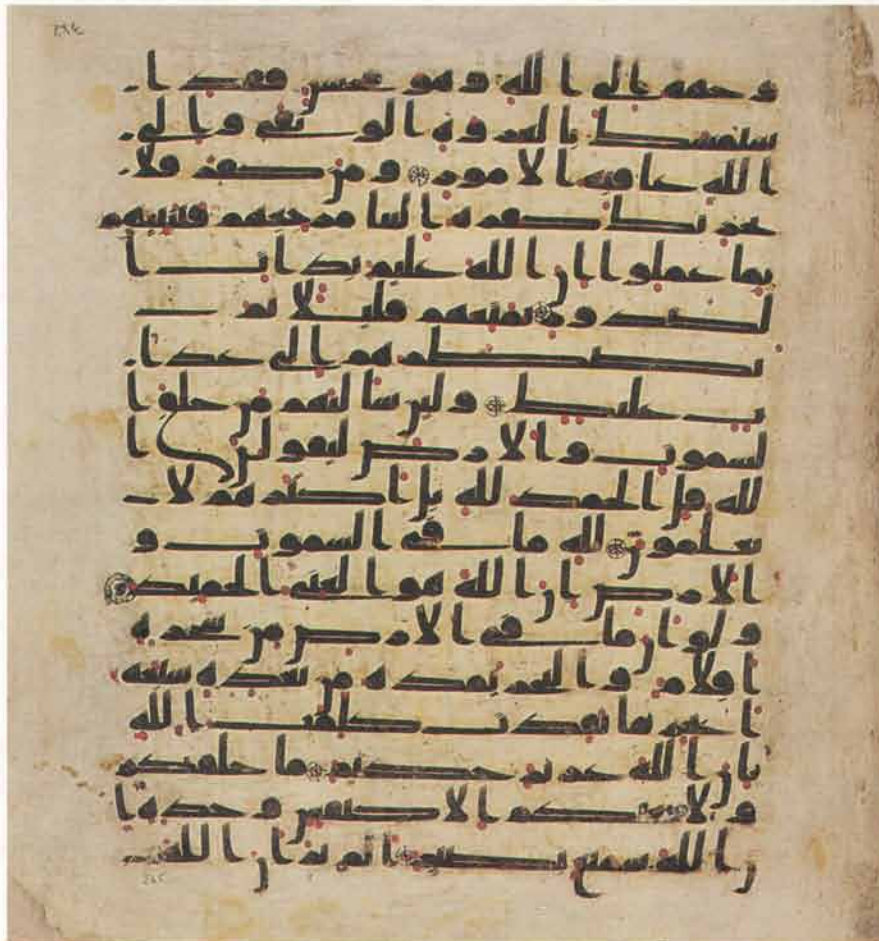 وجهه الى الله وهو محسن فقد ا
ستمسك بالعروة الوثقى والى
الله عاقبة الامور ومن كفر فلا
يحزنك كفره الينا مرجعهم فننبئهم
بما عملوا ان الله عليم بذات ا
لصدور نمتعهم قليلا ثم
نضطرهم الى عذا
ب غليظ ولئن سالتهم من خلق ا
لسموت والارض ليقولن ا
لله قل الحمد لله بل اكثرهم لا
يعلمون لله ما في السموت و
الارض ان الله هو الغني الحميد
ولو ان ما في الارض من شجرة
اقلام والبحر يمده من بعده سبعة
ابحر ما نفدت كلمت الله
ان الله عزيز حكيم ما خلقكم
ولا بعثكم الا كنفس وحدة ا
ن الله سميع بصير الم تر ان الله